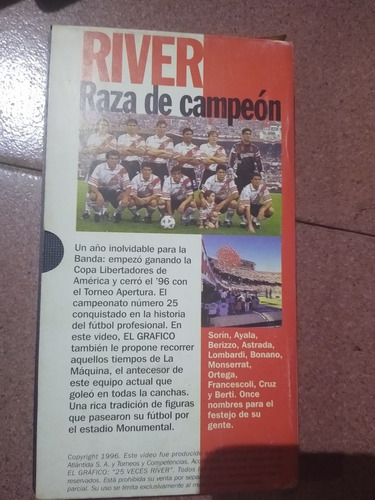 RIVER
Raza de campeón
Un año inolvidable para la
Banda: empezó ganando la
Copa Libertadores de
América y cerró el '96 con
el Torneo Apertura. El
campeonato número 25
conquistado en la historia
del fútbol profesional. En
este video, EL GRAFICO
también le propone recorrer
aquellos tiempos de La
Máquina, el antecesor de
este equipo actual que
goleó en todas las canchas.
Una rica tradición de figuras
que pasearon su fútbol por
el estadio Monumental.
Sorín, Ayala,
Berizzo, Astrada,
Lombardi, Bonano,
Monserrat,
Ortega,
Francescoli, Cruz
y Berti. Once
nombres para el
festejo de su
gente.
Copyright 1996. Este video fue producido
Atlántida S. A. y Torneos y Competencias.
EL GRÁFICO: "25 VECES RIVER". Todos
reservados. Está prohibida su venta por
parcial. Su uso se limita exclusivamente al